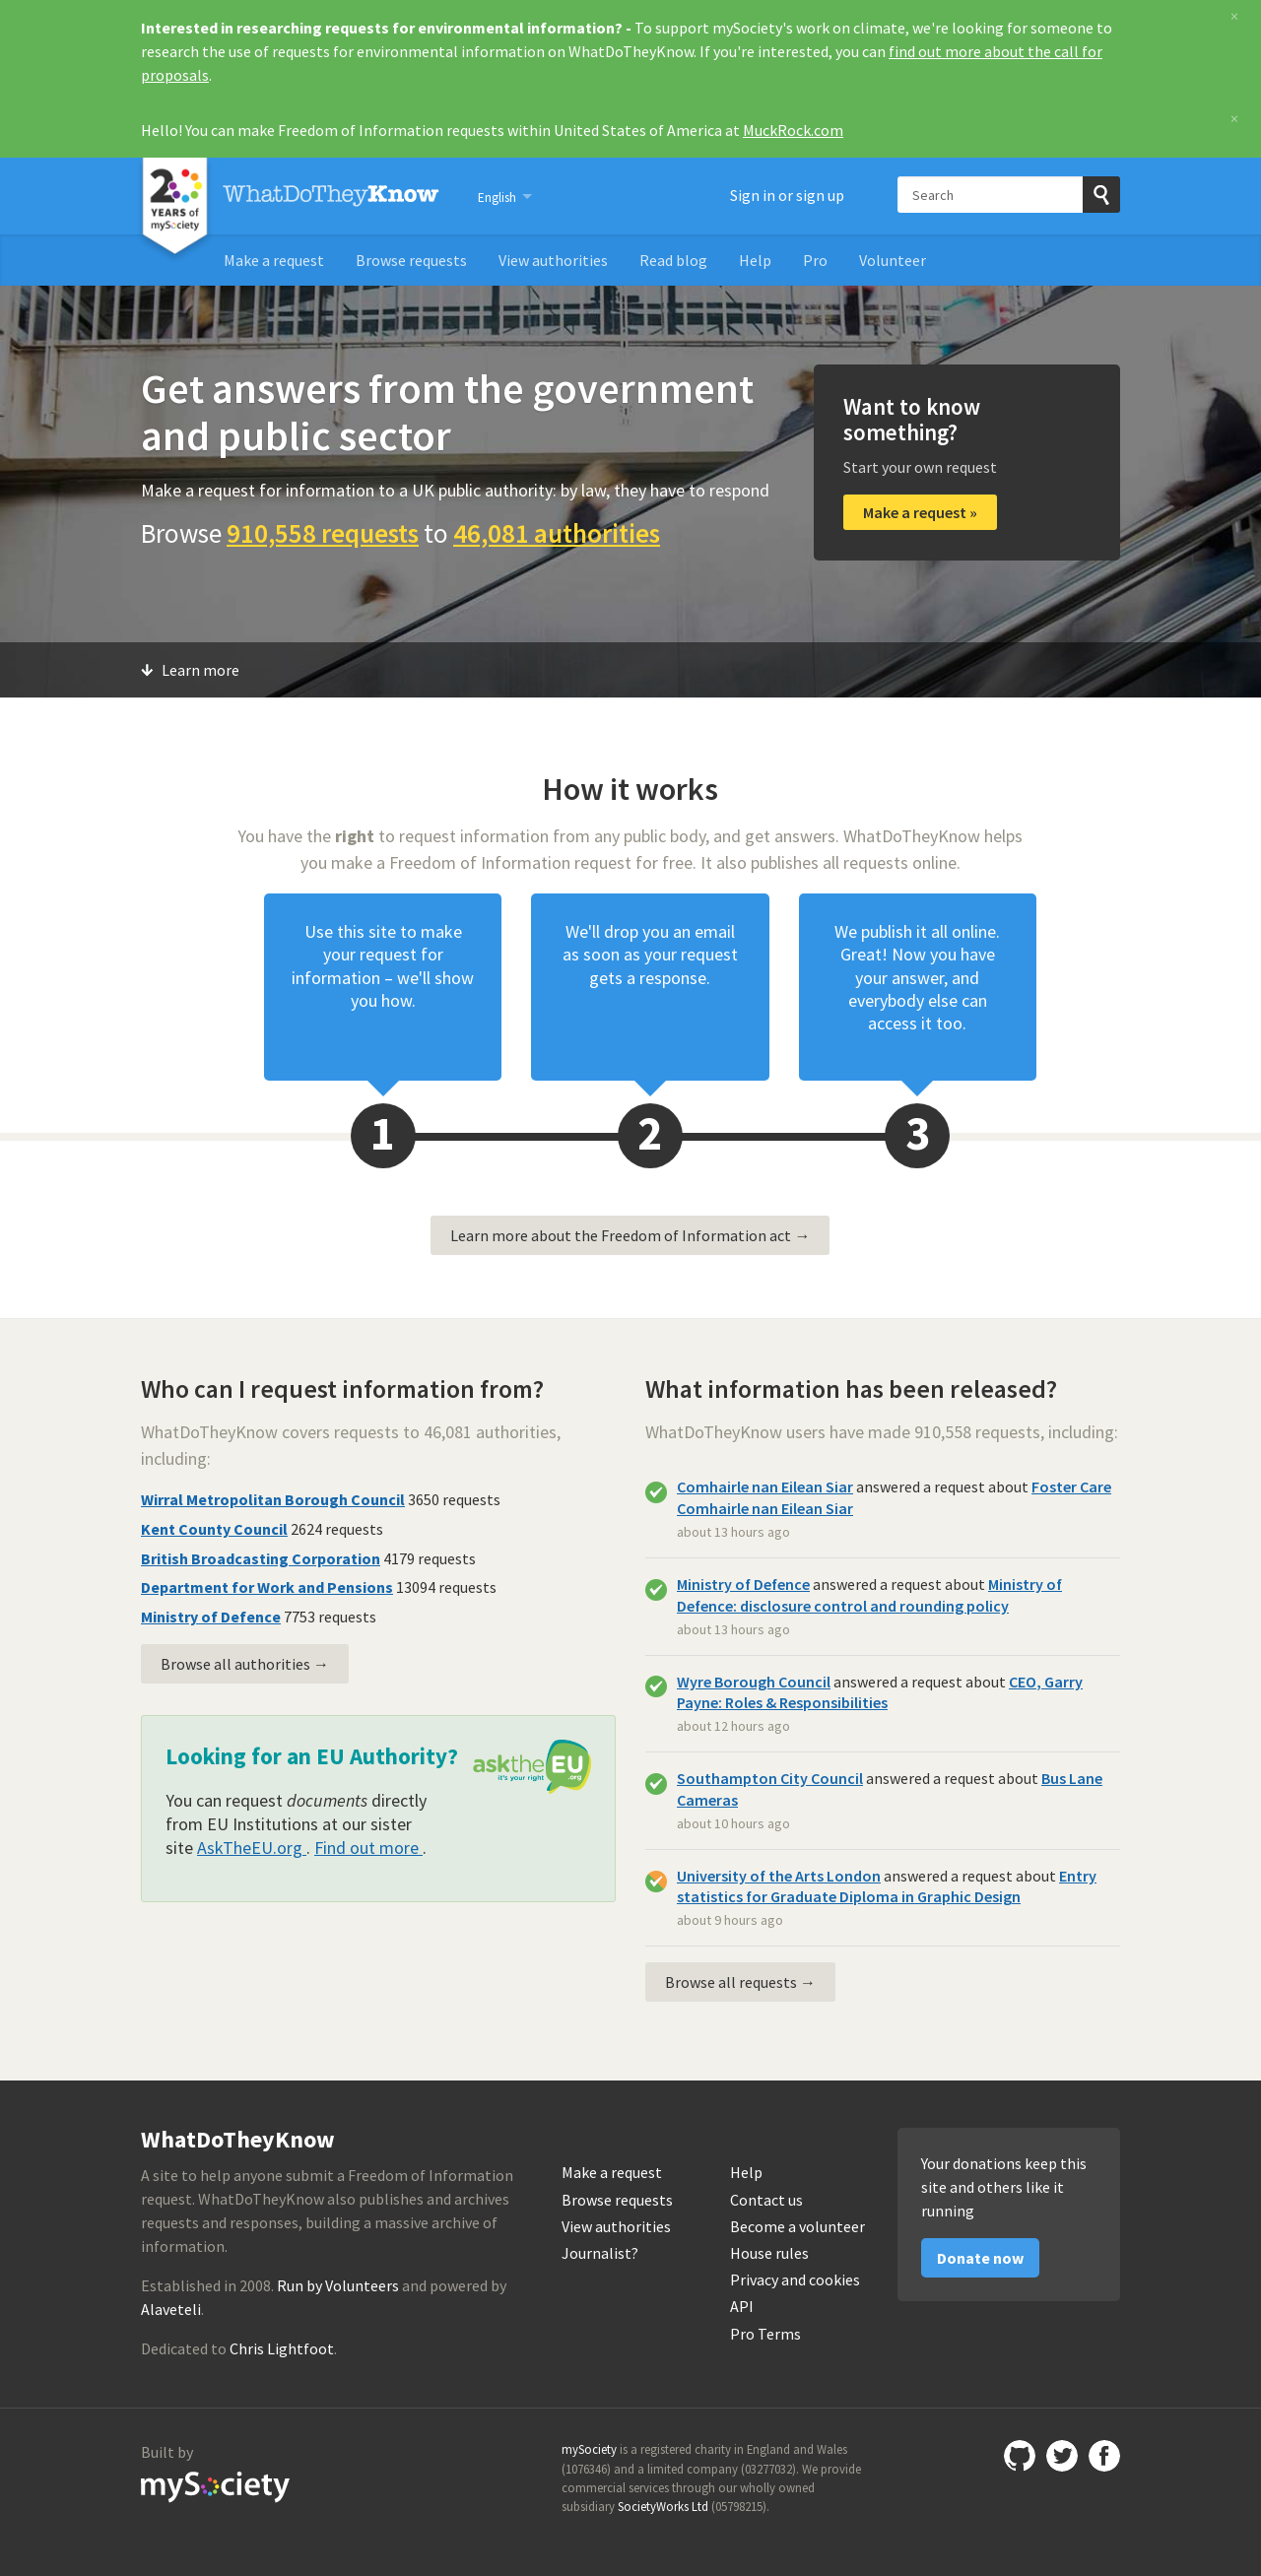 Interested in researching requests for environmental information? - To support mySociety's work on climate, we're looking for someone to
research the use of requests for environmental information on WhatDoTheyKnow. If you're interested, you can find out more about the call for
proposals.
×
Hello! You can make Freedom of Information requests within United States of America at MuckRock.com
×
20
YEARS of
mySociety
WhatDoTheyKnow
English
Sign in or sign up
Search
Make a request
Browse requests
View authorities
Read blog
Help
Pro
Volunteer
Get answers from the government
and public sector
Make a request for information to a UK public authority: by law, they have to respond
Browse 910,558 requests to 46,081 authorities
Want to know
something?
Start your own request
Make a request »
Learn more
How it works
You have the right to request information from any public body, and get answers. WhatDoTheyKnow helps
you make a Freedom of Information request for free. It also publishes all requests online.
Use this site to make
your request for
information – we'll show
you how.
We'll drop you an email
as soon as your request
gets a response.
We publish it all online.
Great! Now you have
your answer, and
everybody else can
access it too.
1
2
3
Learn more about the Freedom of Information act →
Who can I request information from?
WhatDoTheyKnow covers requests to 46,081 authorities,
including:
Wirral Metropolitan Borough Council 3650 requests
Kent County Council 2624 requests
British Broadcasting Corporation 4179 requests
Department for Work and Pensions 13094 requests
Ministry of Defence 7753 requests
Browse all authorities →
Looking for an EU Authority?
asktheEU
it's your right .org
You can request documents directly
from EU Institutions at our sister
site AskTheEU.org . Find out more .
What information has been released?
WhatDoTheyKnow users have made 910,558 requests, including:
Comhairle nan Eilean Siar answered a request about Foster Care
Comhairle nan Eilean Siar
about 13 hours ago
Ministry of Defence answered a request about Ministry of
Defence: disclosure control and rounding policy
about 13 hours ago
Wyre Borough Council answered a request about CEO, Garry
Payne: Roles & Responsibilities
about 12 hours ago
Southampton City Council answered a request about Bus Lane
Cameras
about 10 hours ago
University of the Arts London answered a request about Entry
statistics for Graduate Diploma in Graphic Design
about 9 hours ago
Browse all requests →
WhatDoTheyKnow
A site to help anyone submit a Freedom of Information
request. WhatDoTheyKnow also publishes and archives
requests and responses, building a massive archive of
information.
Established in 2008. Run by Volunteers and powered by
Alaveteli.
Dedicated to Chris Lightfoot.
Make a request
Browse requests
View authorities
Journalist?
Help
Contact us
Become a volunteer
House rules
Privacy and cookies
API
Pro Terms
Your donations keep this
site and others like it
running
Donate now
Built by
mySociety
mySociety is a registered charity in England and Wales
(1076346) and a limited company (03277032). We provide
commercial services through our wholly owned
subsidiary SocietyWorks Ltd (05798215).